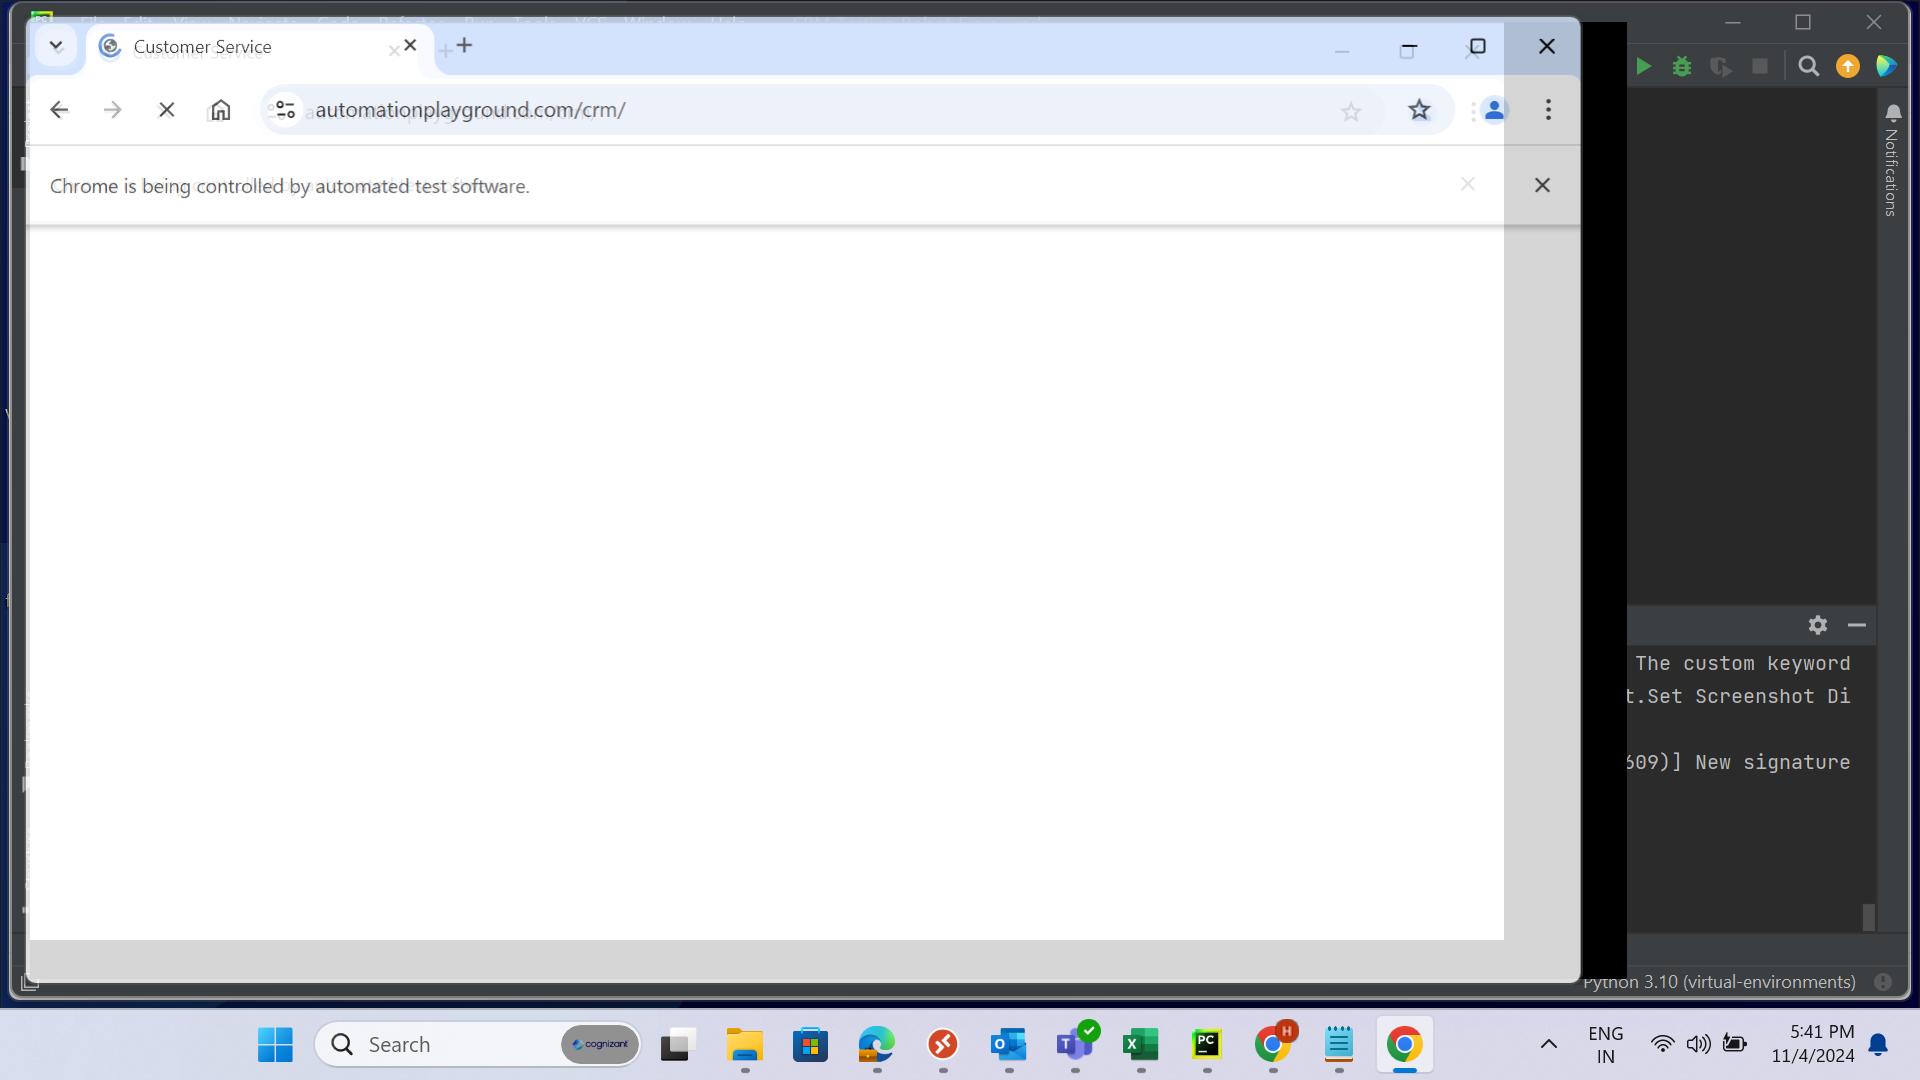 Customer Service
automationplayground.com/crm/
Chrome is being controlled by automated test software.
Notifications
The custom keyword
t.Set Screenshot Di
609)] New signature
Python 3.10 (virtual-environments)
Search
cognizant
ENG
IN
5:41 PM
11/4/2024